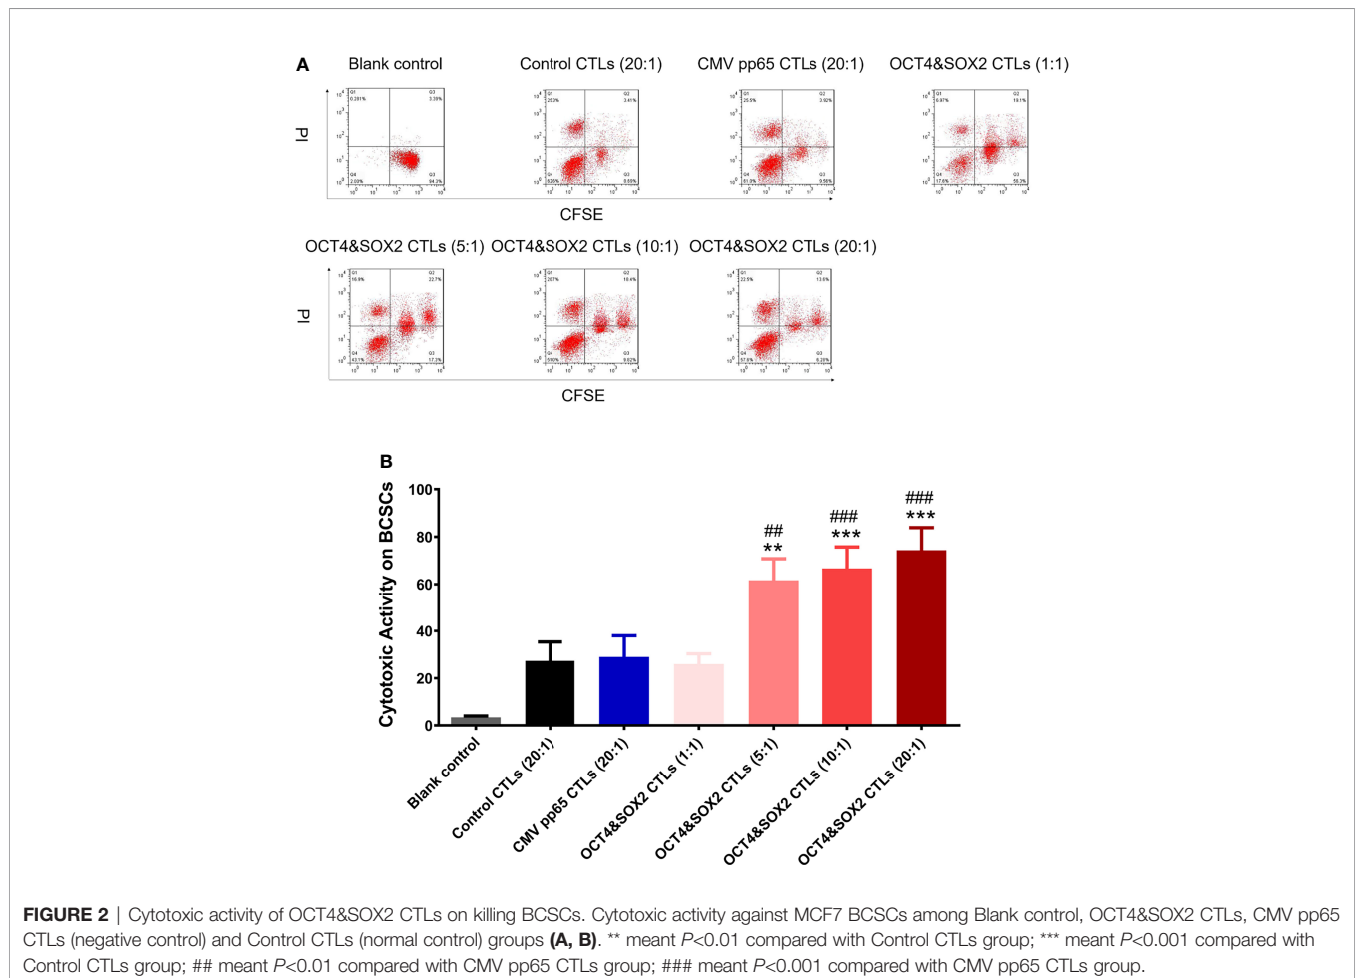 A
Blank control
Control CTLs (20:1)
CMV pp65 CTLs (20:1)
OCT4&SOX2 CTLs (1:1)
PI
CFSE
OCT4&SOX2 CTLs (5:1)
OCT4&SOX2 CTLs (10:1)
OCT4&SOX2 CTLs (20:1)
PI
CFSE
B
Cytotoxic Activity on BCSCs
100
80
60
40
20
0
##
**
###
***
###
***
Blank control
Control CTLs (20:1)
CMV pp65 CTLs (20:1)
OCT4&SOX2 CTLs (1:1)
OCT4&SOX2 CTLs (5:1)
OCT4&SOX2 CTLs (10:1)
OCT4&SOX2 CTLs (20:1)
FIGURE 2 | Cytotoxic activity of OCT4&SOX2 CTLs on killing BCSCs. Cytotoxic activity against MCF7 BCSCs among Blank control, OCT4&SOX2 CTLs, CMV pp65
CTLs (negative control) and Control CTLs (normal control) groups (A, B). ** meant P<0.01 compared with Control CTLs group; *** meant P<0.001 compared with
Control CTLs group; ## meant P<0.01 compared with CMV pp65 CTLs group; ### meant P<0.001 compared with CMV pp65 CTLs group.